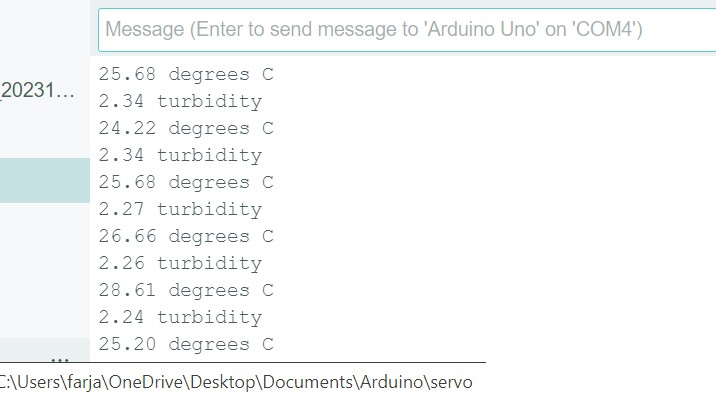 Message (Enter to send message to 'Arduino Uno' on 'COM4')
25.68 degrees C
_20231...
2.34 turbidity
24.22 degrees C
2.34 turbidity
25.68 degrees C
2.27 turbidity
26.66 degrees C
2.26 turbidity
28.61 degrees C
2.24 turbidity
25.20 degrees C
...
C:\Users\farja\OneDrive\Desktop\Documents\Arduino\servo